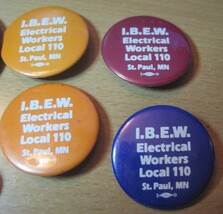 I.B.E.W.
Electrical
Workers
Local 110
St. Paul, MN
I.B.E.W.
Electrical
Workers
Local 110
St. Paul, MN
I.B.E.W.
Electrical
Workers
Local 110
St. Paul, MN
I.B.E.W.
Electrical
Workers
Local 110
St. Paul, MN